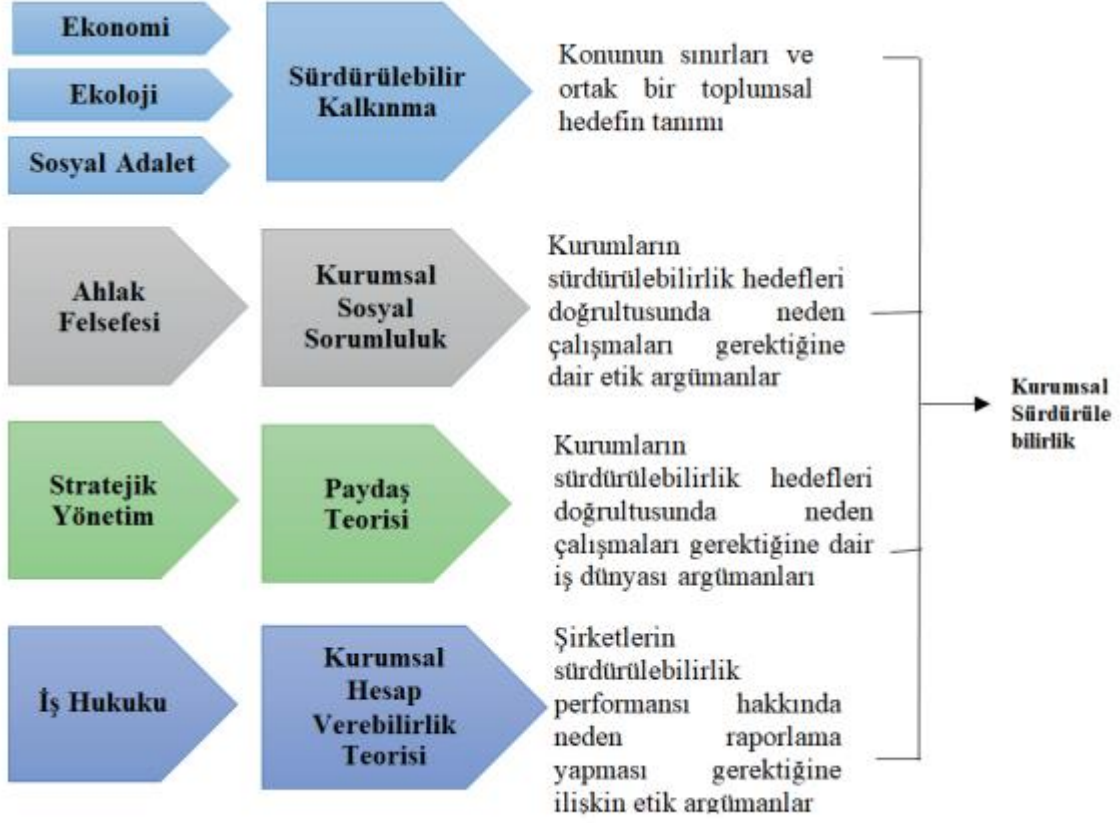 Ekonomi
Ekoloji
Sosyal Adalet
Sürdürülebilir
Kalkınma
Konunun sınırları ve
ortak bir toplumsal
hedefin tanımı
Ahlak
Felsefesi
Kurumsal
Sosyal
Sorumluluk
Kurumların
sürdürülebilirlik hedefleri
doğrultusunda neden
çalışmaları gerektiğine
dair etik argümanlar
Stratejik
Yönetim
Paydaş
Teorisi
Kurumların
sürdürülebilirlik hedefleri
doğrultusunda neden
çalışmaları gerektiğine dair
iş dünyası argümanları
İş Hukuku
Kurumsal
Hesap
Verebilirlik
Teorisi
Şirketlerin
sürdürülebilirlik
performansı hakkında
neden raporlama
yapması gerektiğine
ilişkin etik argümanlar
Kurumsal
Sürdürüle
bilirlik